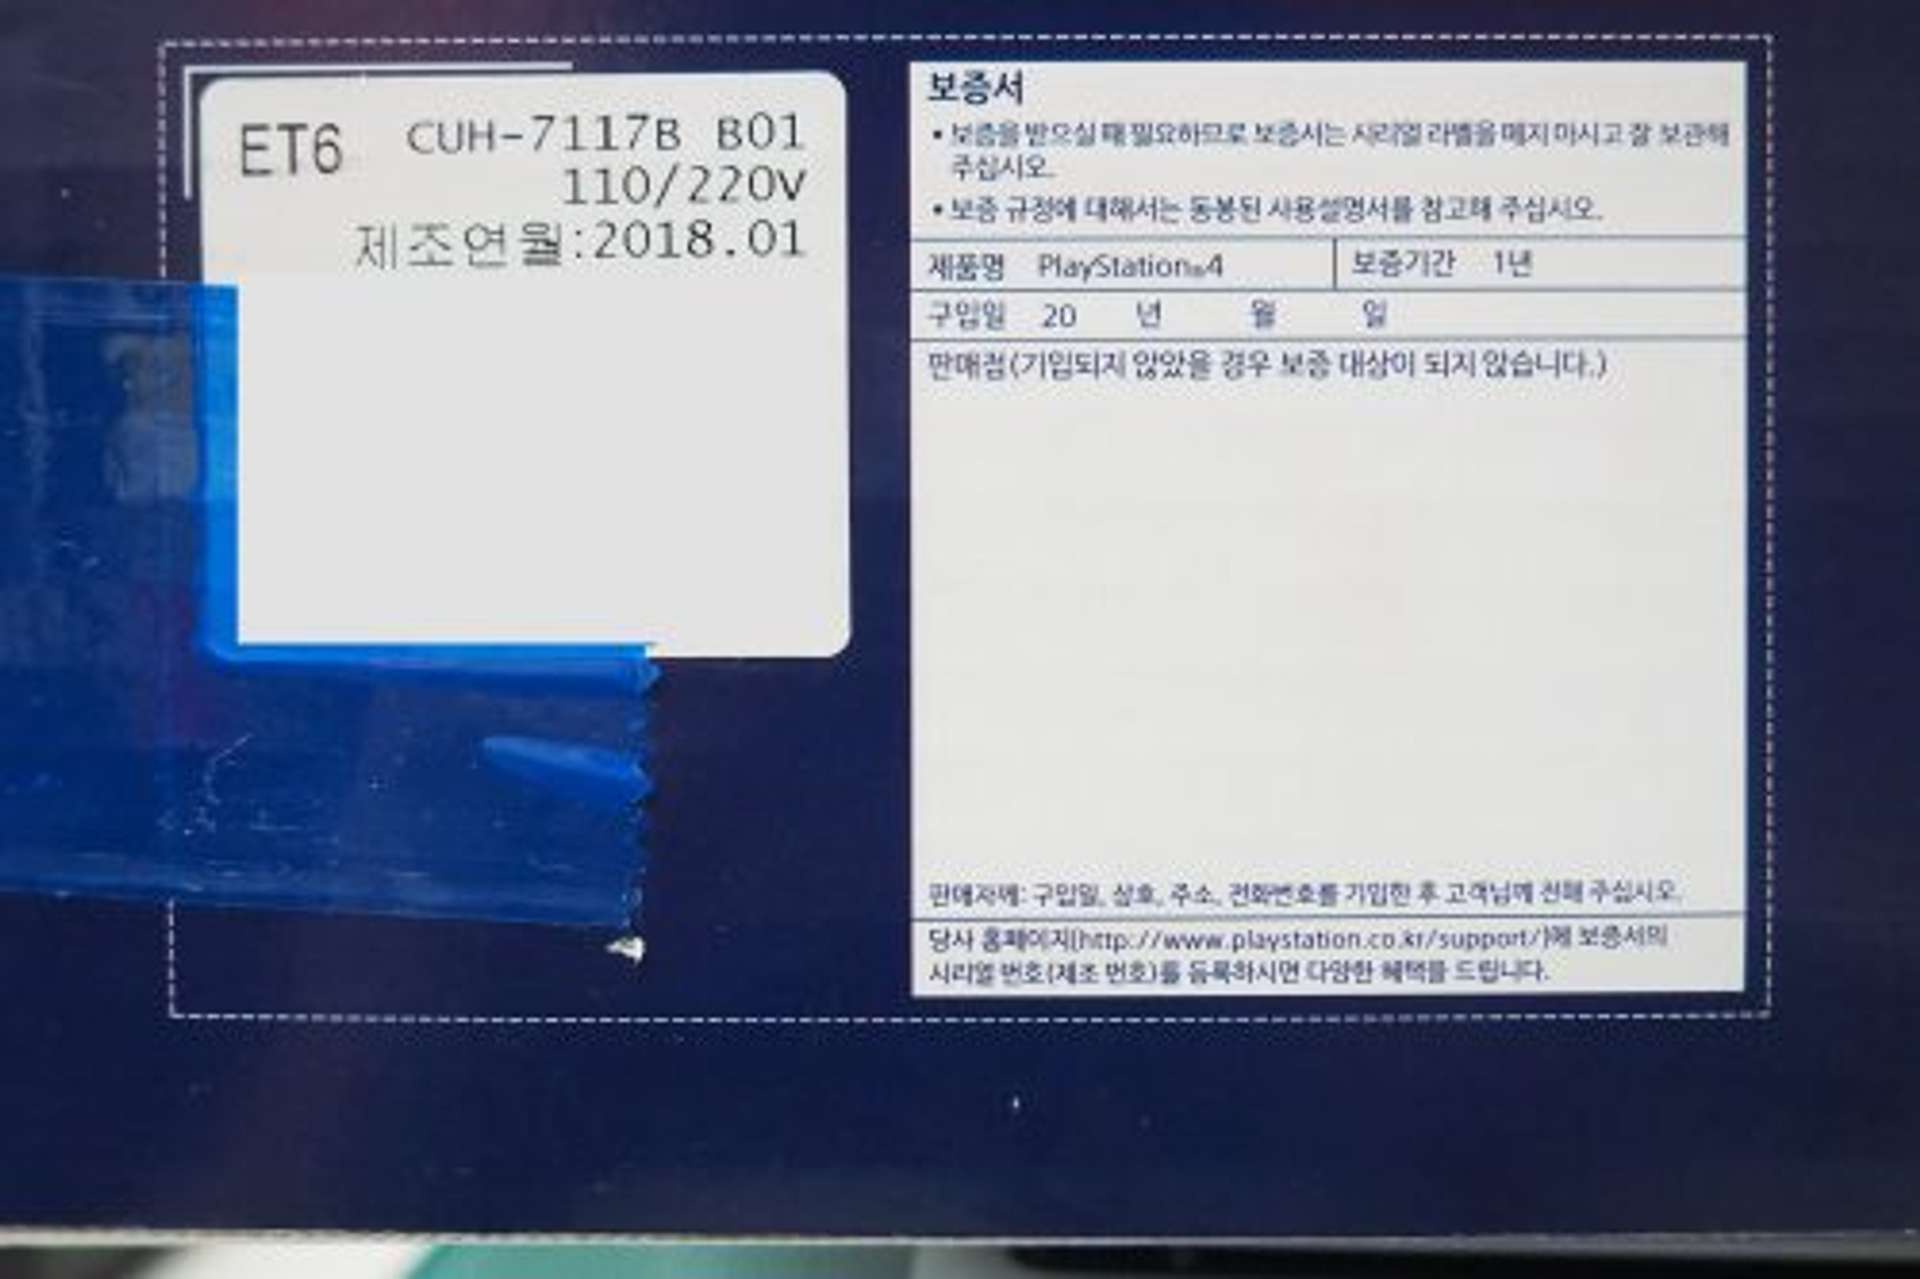 ET6 CUH-7117B B01
110/220V
제조연월:2018.01
보증서
• 보증을 받으실 때 필요하므로 보증서는 시리얼 라벨을 떼지 마시고 잘 보관해
주십시오.
• 보증 규정에 대해서는 동봉된 사용설명서를 참고해 주십시오.
제품명 PlayStation®4 보증기간 1년
구입일 20 년 월 일
판매점(기입되지 않았을 경우 보증 대상이 되지 않습니다.)
판매자께: 구입일, 상호, 주소, 전화번호를 기입한 후 고객님께 전해 주십시오.
당사 홈페이지(http://www.playstation.co.kr/support/)에 보증서의
시리얼 번호(제조 번호)를 등록하시면 다양한 혜택을 드립니다.